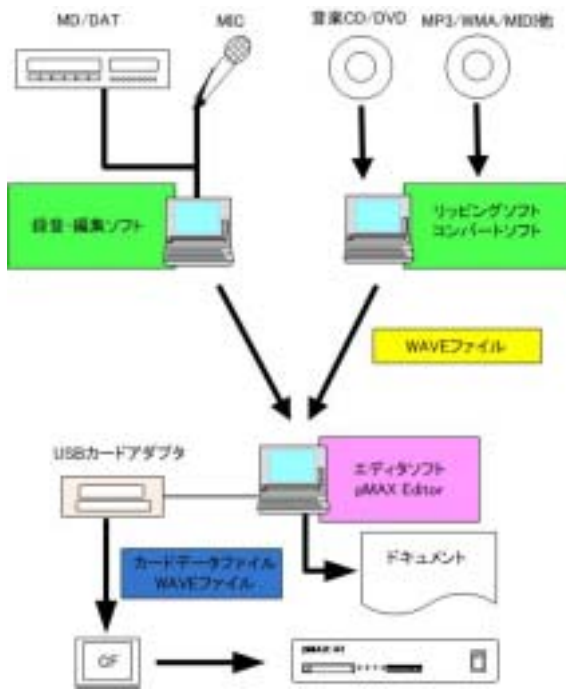 MD/DAT
MIC
音楽CD/DVD
MP3/WMA/MIDI他
録音・編集ソフト
リッピングソフト
コンバートソフト
WAVEファイル
USBカードアダプタ
エディタソフト
μMAX Editor
カードデータファイル
WAVEファイル
ドキュメント
CF